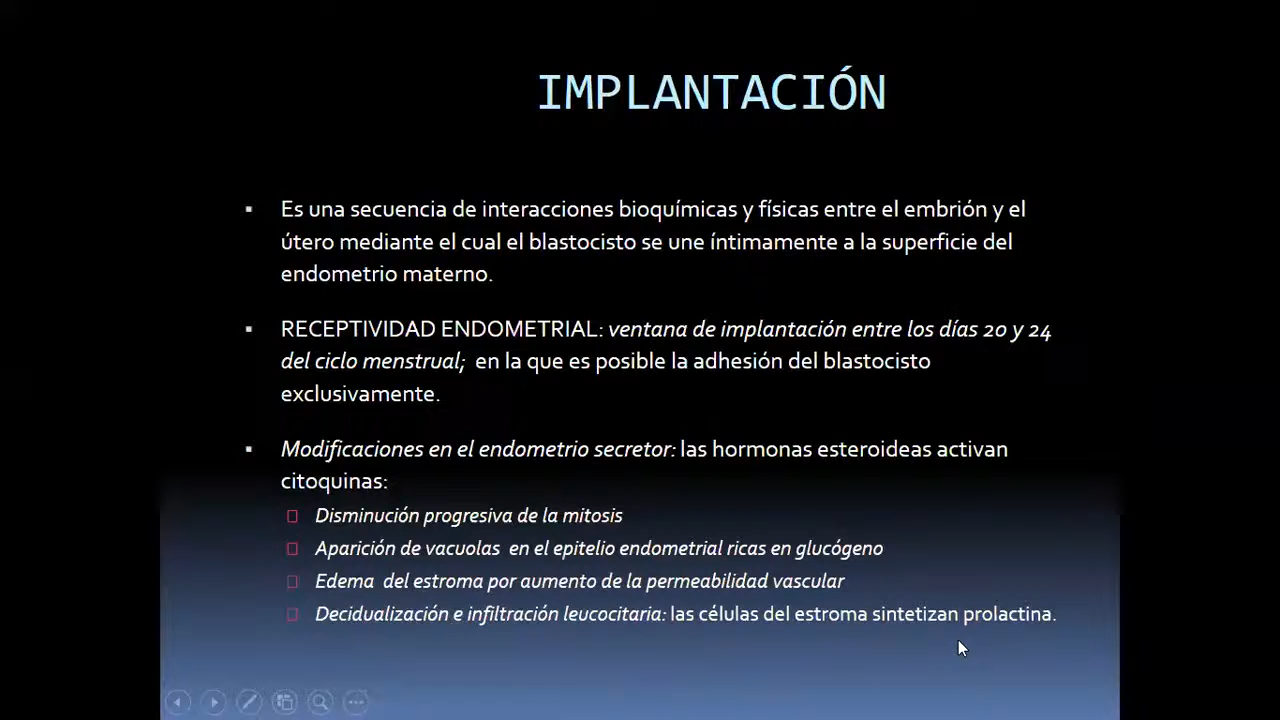 IMPLANTACIÓN
▪ Es una secuencia de interacciones bioquímicas y físicas entre el embrión y el
útero mediante el cual el blastocisto se une íntimamente a la superficie del
endometrio materno.
▪ RECEPTIVIDAD ENDOMETRIAL: ventana de implantación entre los días 20 y 24
del ciclo menstrual; en la que es posible la adhesión del blastocisto
exclusivamente.
▪ Modificaciones en el endometrio secretor: las hormonas esteroideas activan
citoquinas:
Disminución progresiva de la mitosis
Aparición de vacuolas en el epitelio endometrial ricas en glucógeno
Edema del estroma por aumento de la permeabilidad vascular
Decidualización e infiltración leucocitaria: las células del estroma sintetizan prolactina.